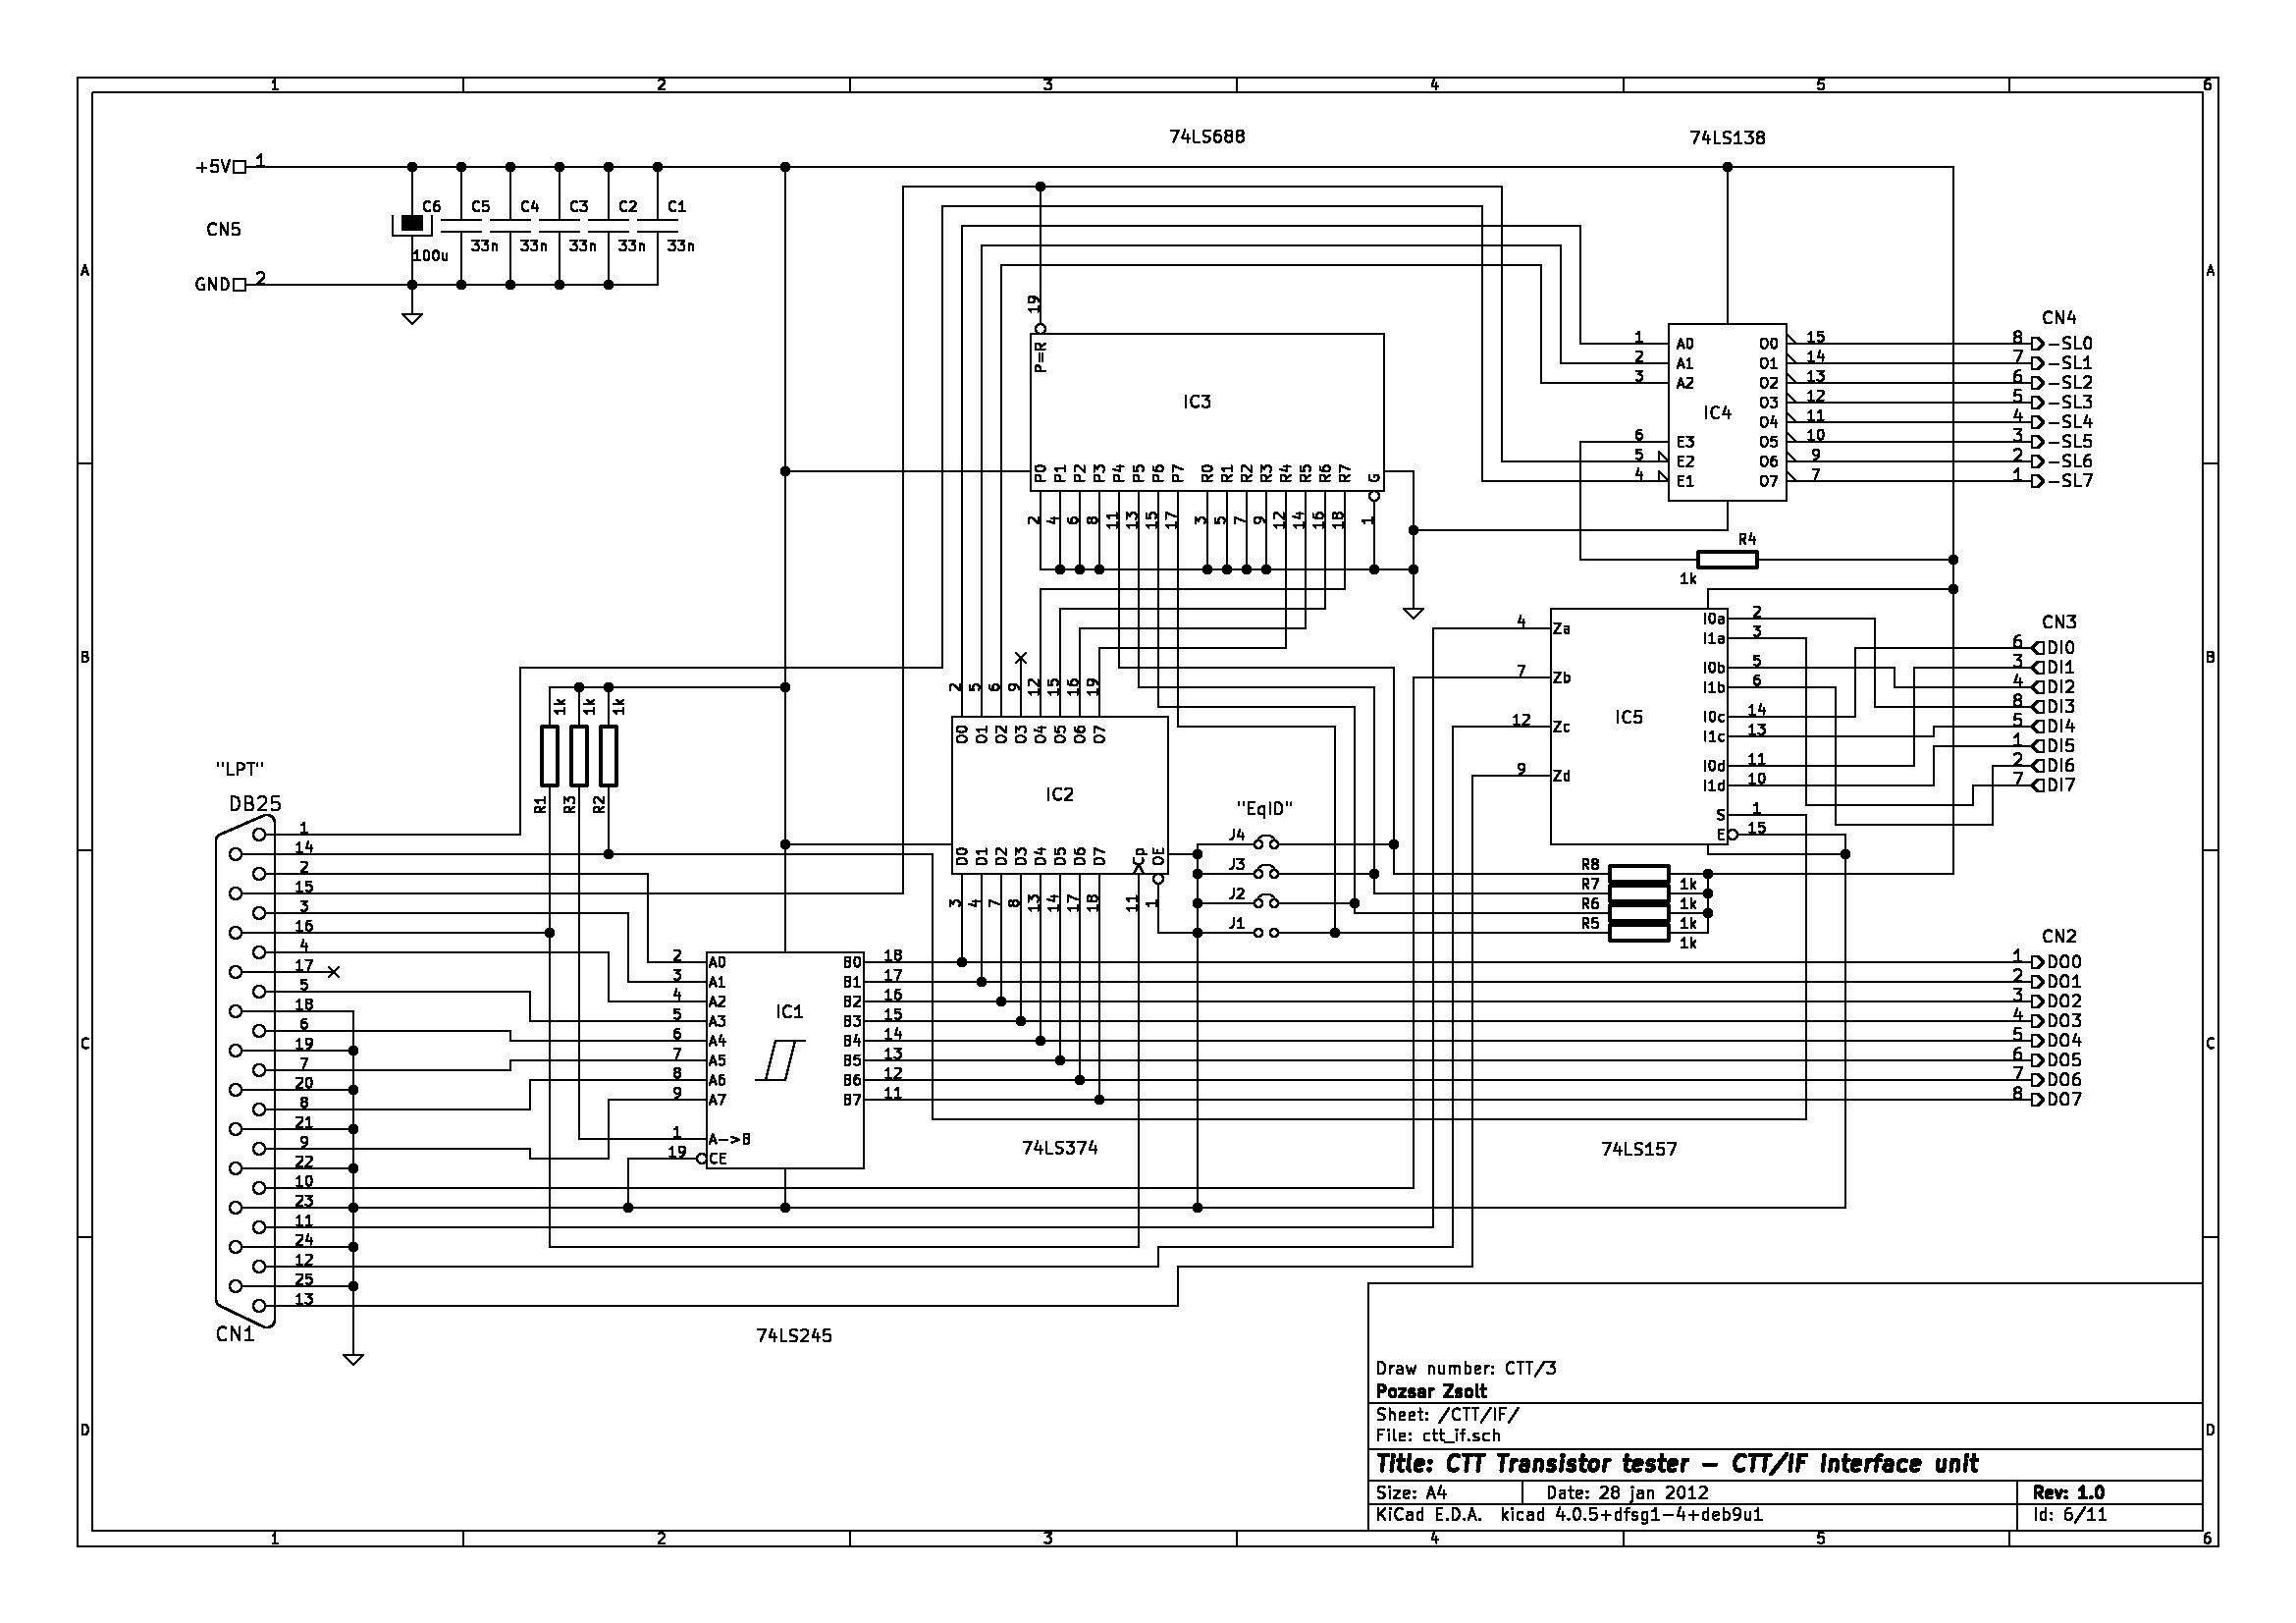 1 2 3 4 5 6
74LS688 74LS138
+5V 1
C6 C5 C4 C3 C2 C1
CN5
33n 33n 33n 33n 33n
100u
GND 2
A A
19
P=R
IC3
P0 P1 P2 P3 P4 P5 P6 P7 R0 R1 R2 R3 R4 R5 R6 R7 G
2 4 6 8 11 13 15 17 3 5 7 9 12 14 16 18 1
CN4
1 A0 O0 15 8 -SL0
2 A1 O1 14 7 -SL1
3 A2 O2 13 6 -SL2
O3 12 5 -SL3
IC4
O4 11 4 -SL4
6 E3 O5 10 3 -SL5
5 E2 O6 9 2 -SL6
4 E1 O7 7 1 -SL7
R4
1k
B B
CN3
4 Za I0a 2
I1a 3
7 Zb I0b 5
I1b 6
IC5
12 Zc I0c 14
I1c 13
9 Zd I0d 11
I1d 10
S 1
E 15
6 DI0
3 DI1
4 DI2
8 DI3
5 DI4
1 DI5
2 DI6
7 DI7
2 5 6 9 12 15 16 19
O0 O1 O2 O3 O4 O5 O6 O7
IC2
D0 D1 D2 D3 D4 D5 D6 D7 Cp OE
3 4 7 8 13 14 17 18 11 1
1k 1k 1k
R1 R3 R2
"EqID"
J4
J3
J2
J1
R8 1k
R7 1k
R6 1k
R5 1k
"LPT"
DB25
1
14
2
15
3
16
4
17
5
18
6
19
7
20
8
21
9
22
10
23
11
24
12
25
13
CN1
C C
2 A0 B0 18
3 A1 B1 17
4 A2 B2 16
5 A3 B3 15
IC1
6 A4 B4 14
7 A5 B5 13
8 A6 B6 12
9 A7 B7 11
1 A->B
19 CE
CN2
1 DO0
2 DO1
3 DO2
4 DO3
5 DO4
6 DO5
7 DO6
8 DO7
74LS374 74LS157
74LS245
D D
Draw number: CTT/3
Pozsar Zsolt
Sheet: /CTT/IF/
File: ctt_if.sch
Title: CTT Transistor tester - CTT/IF Interface unit
Size: A4 Date: 28 jan 2012 Rev: 1.0
KiCad E.D.A. kicad 4.0.5+dfsg1-4+deb9u1 Id: 6/11
1 2 3 4 5 6